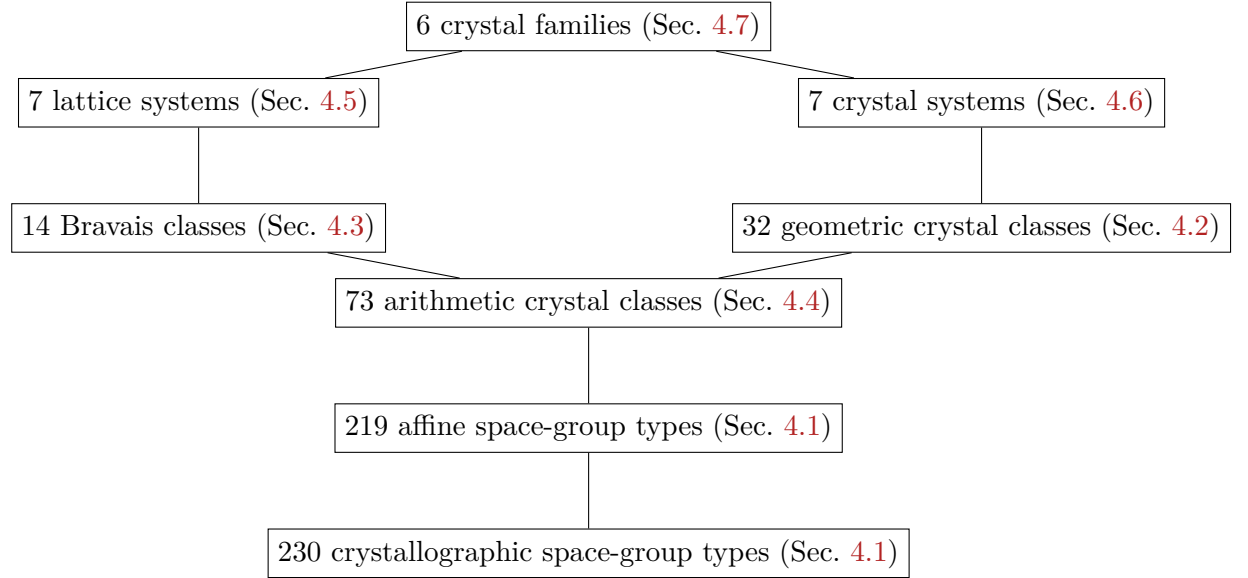 6 crystal families (Sec. 4.7)
7 lattice systems (Sec. 4.5)
7 crystal systems (Sec. 4.6)
14 Bravais classes (Sec. 4.3)
32 geometric crystal classes (Sec. 4.2)
73 arithmetic crystal classes (Sec. 4.4)
219 affine space-group types (Sec. 4.1)
230 crystallographic space-group types (Sec. 4.1)